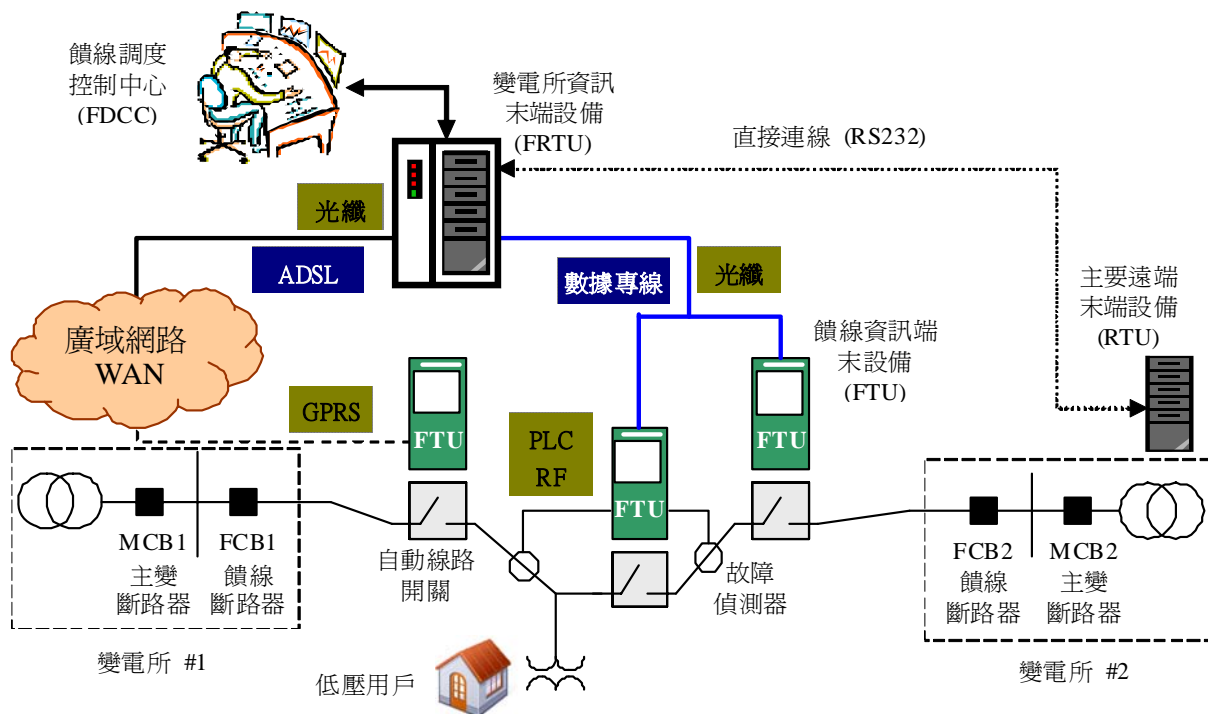 饋線調度
控制中心
(FDCC)
變電所資訊
末端設備
(FRTU)
直接連線 (RS232)
光纖
ADSL
數據專線
光纖
主要遠端
末端設備
(RTU)
廣域網路
WAN
饋線資訊端
末設備
(FTU)
GPRS
FTU
PLC
RF
FTU
FTU
MCB1
主變
斷路器
FCB1
饋線
斷路器
自動線路
開關
故障
偵測器
FCB2
饋線
斷路器
MCB2
主變
斷路器
變電所 #1
低壓用戶
變電所 #2